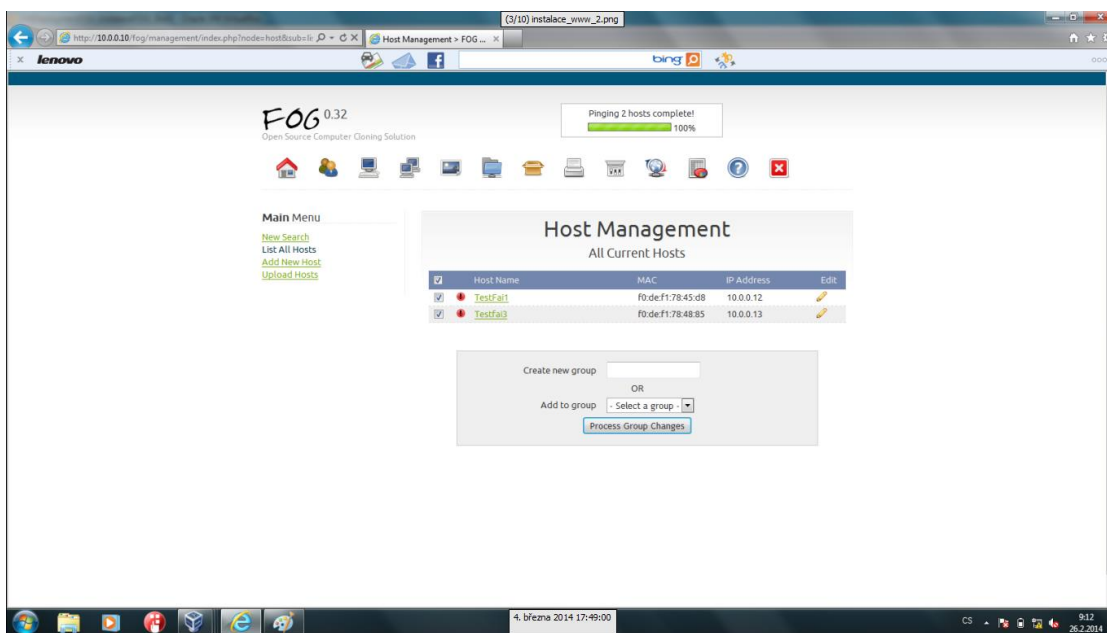 (3/10) instalace_www_2.png
http://10.0.0.10/fog/management/index.php?node=host&sub=li
Host Management > FOG ...
lenovo
bing
FOG 0.32
Open Source Computer Cloning Solution
Pinging 2 hosts complete!
100%
Main Menu
New Search
List All Hosts
Add New Host
Upload Hosts
Host Management
All Current Hosts
Host Name MAC IP Address Edit
TestFai1 f0:de:f1:78:45:d8 10.0.0.12
Testfai3 f0:de:f1:78:48:85 10.0.0.13
Create new group
OR
Add to group - Select a group -
Process Group Changes
4. března 2014 17:49:00
CS
9:12
26.2.2014